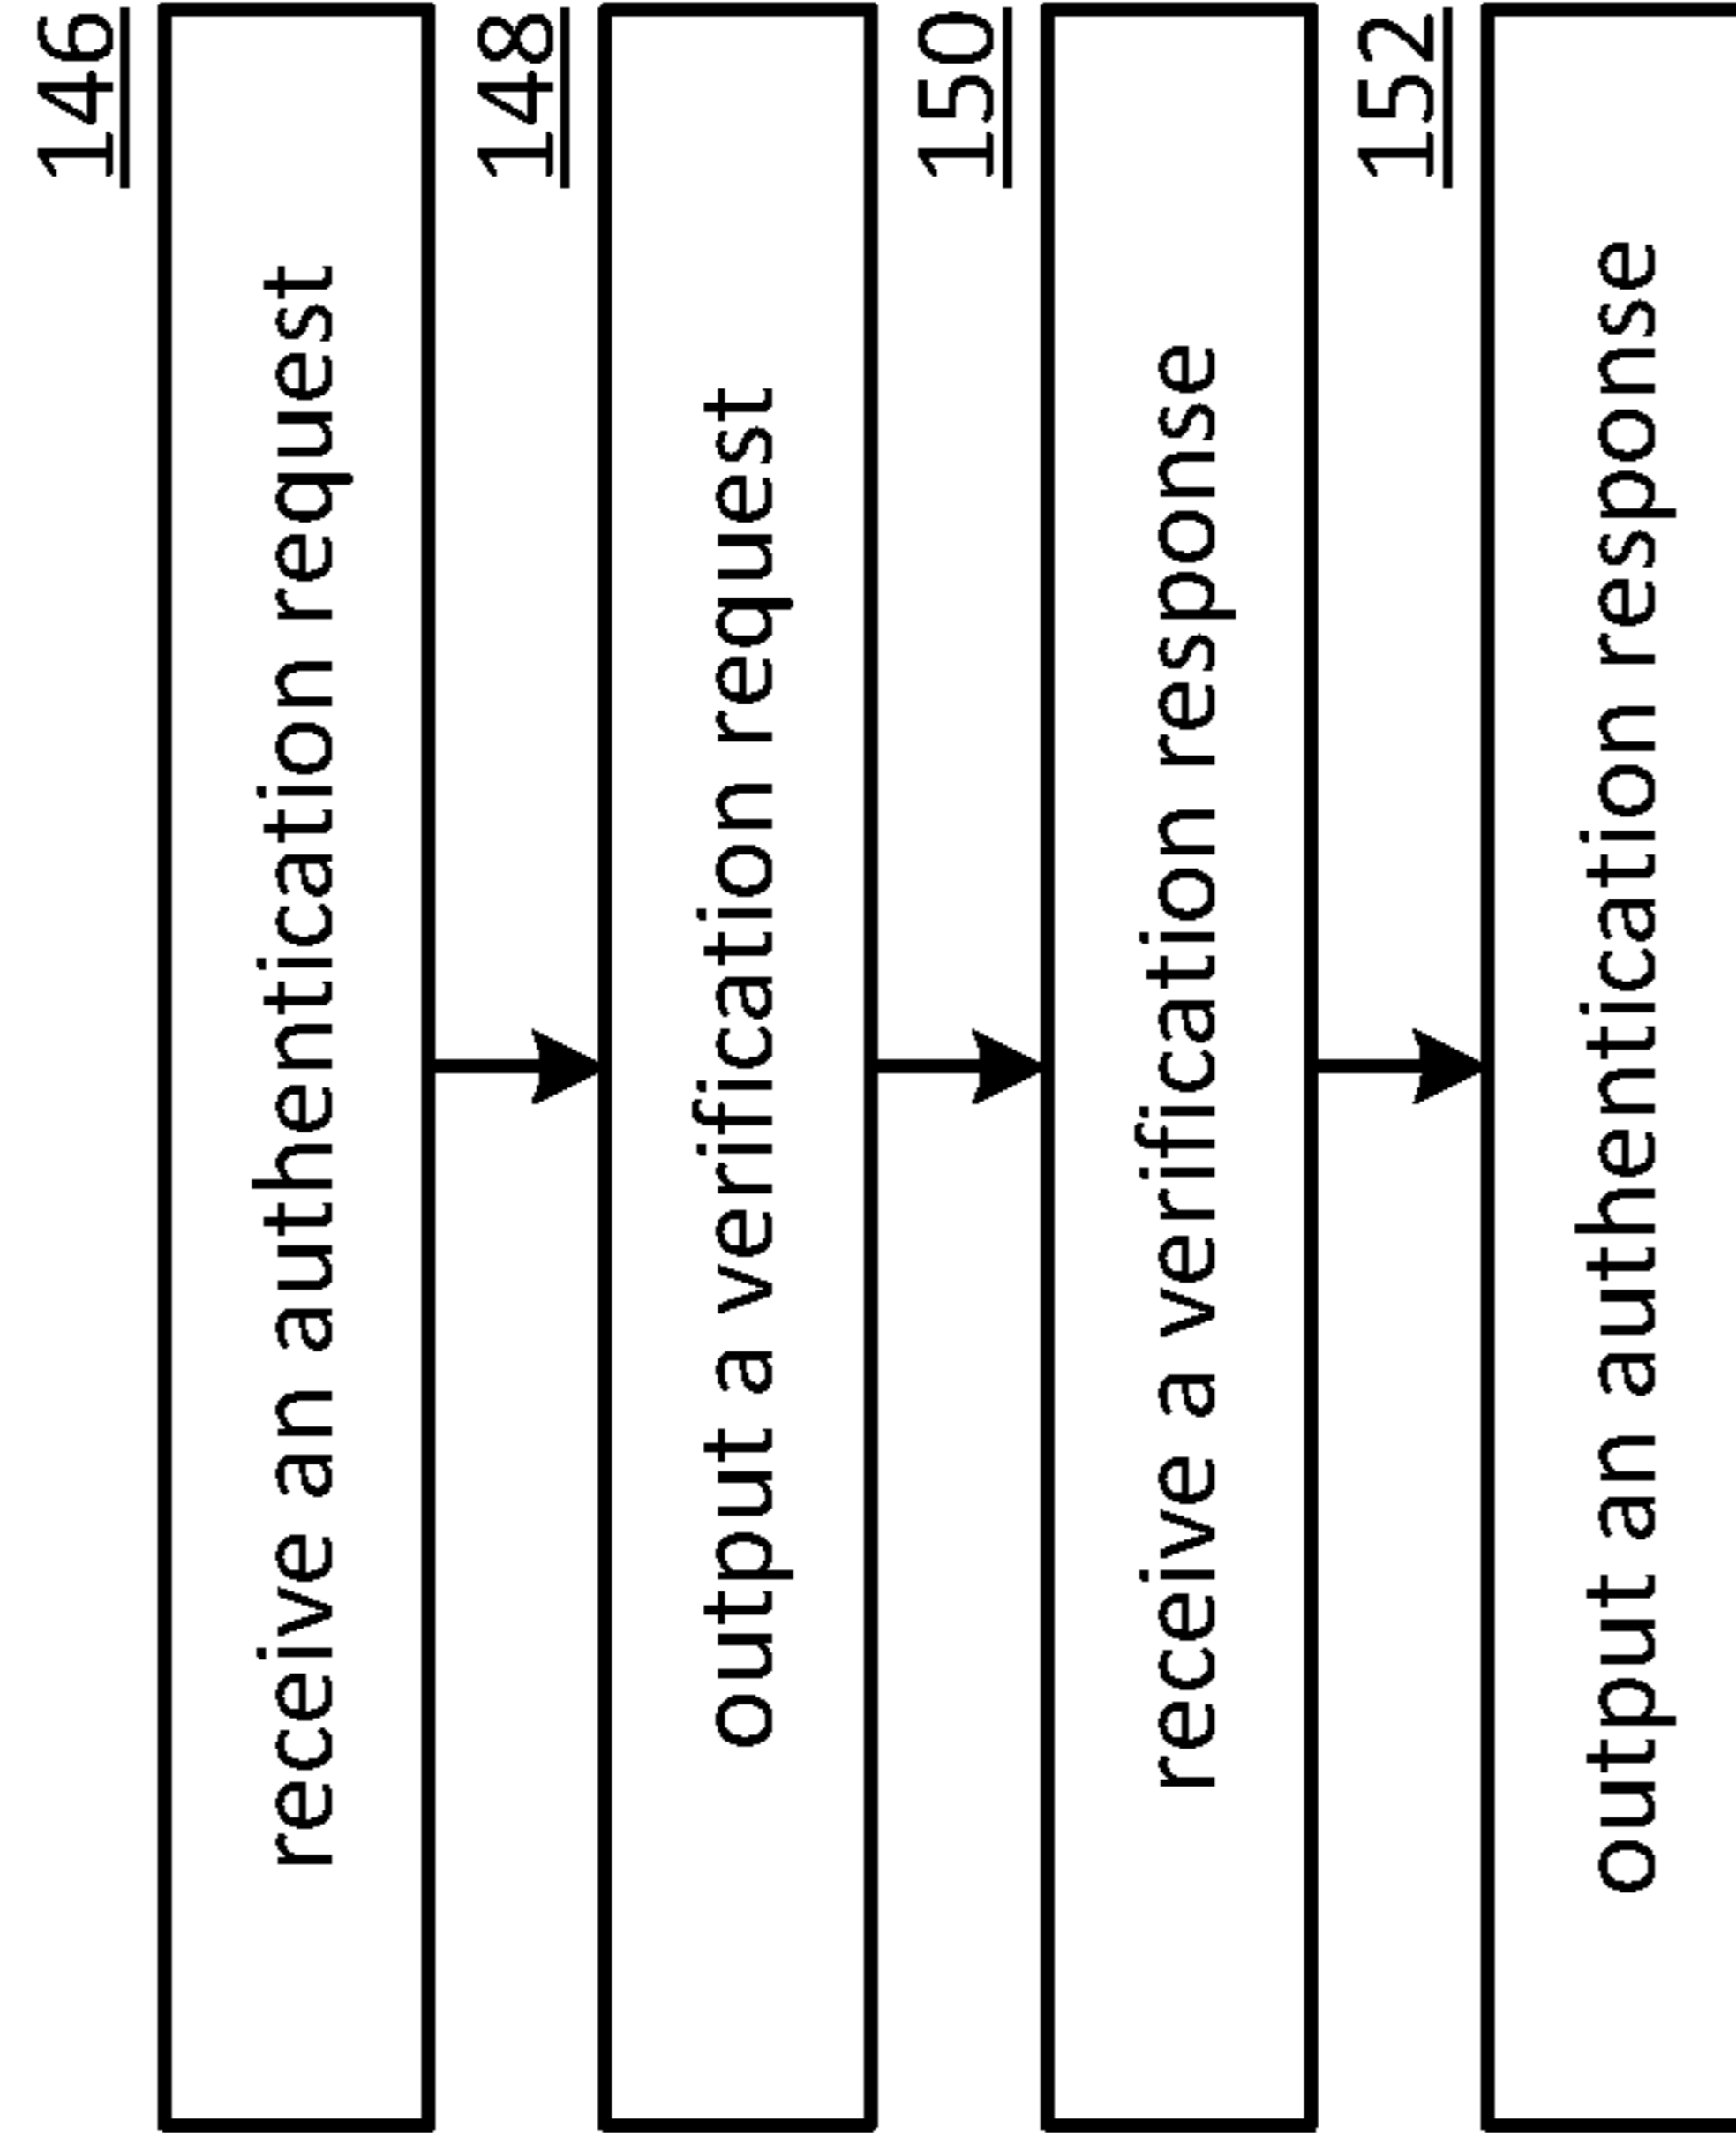 146
receive an authentication request
148
output a verification request
150
receive a verification response
152
output an authentication response